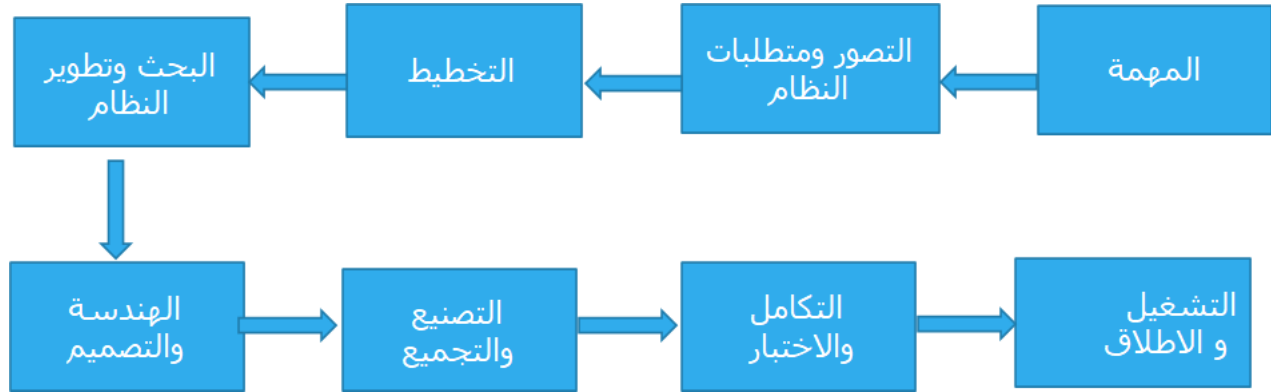 المهمة
التصور ومتطلبات
النظام
التخطيط
البحث وتطوير
النظام
الهندسة
والتصميم
التصنيع
والتجميع
التكامل
والاختبار
التشغيل
و الاطلاق